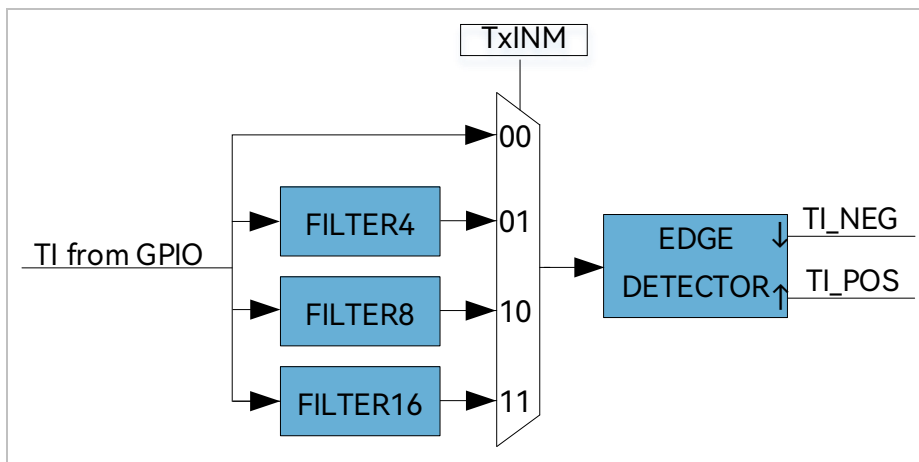 TxINM
00
FILTER4
01
TI from GPIO
FILTER8
10
FILTER16
11
EDGE
DETECTOR
↓
↑
TI_NEG
TI_POS